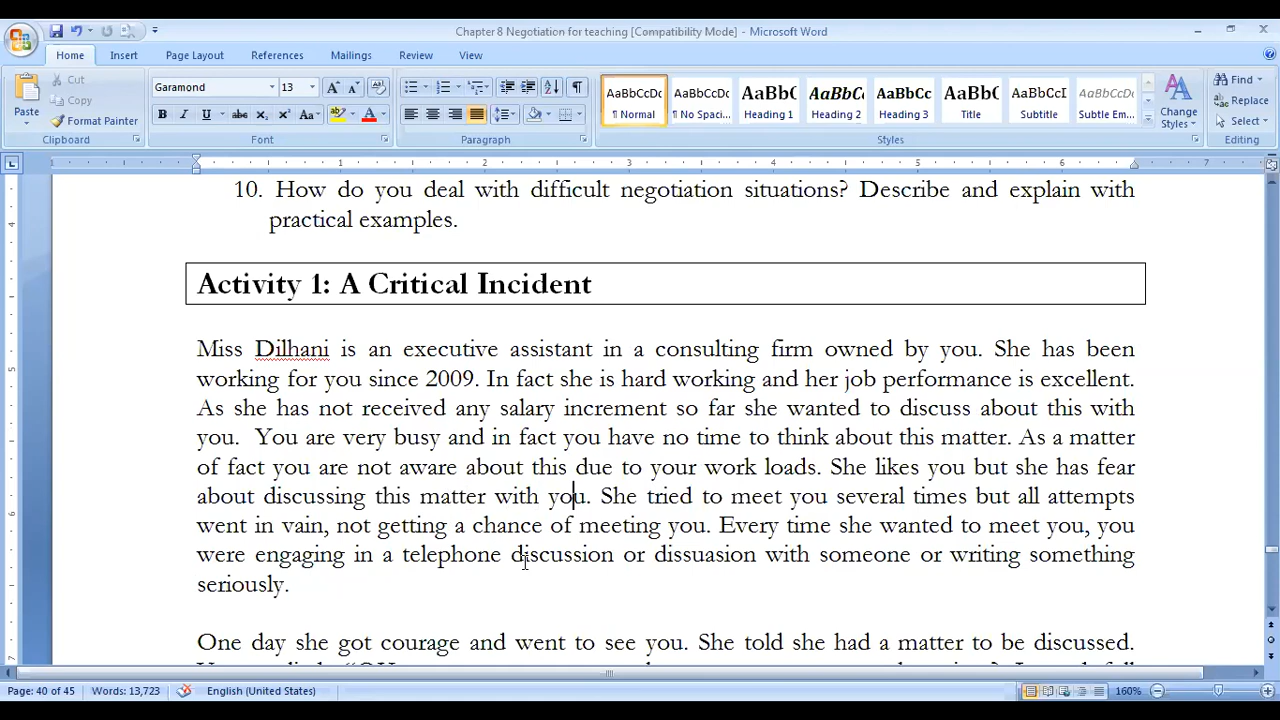 Chapter 8 Negotiation for teaching [Compatibility Mode] - Microsoft Word
Home Insert Page Layout References Mailings Review View
Cut
Copy
Format Painter
Paste
Clipboard
Garamond 13
B I U abc x₂ x² Aa A
Font
Paragraph
AaBbCcDc AaBbCcDc AaBbC AaBbCc AaBbCc AaBbC AaBbCcI AaBbCcI
¶ Normal ¶ No Spaci... Heading 1 Heading 2 Heading 3 Title Subtitle Subtle Em...
Styles
Change Styles
Find
Replace
Select
Editing
1 2 3 4 5 6 7
10. How do you deal with difficult negotiation situations? Describe and explain with
practical examples.
Activity 1: A Critical Incident
Miss Dilhani is an executive assistant in a consulting firm owned by you. She has been
working for you since 2009. In fact she is hard working and her job performance is excellent.
As she has not received any salary increment so far she wanted to discuss about this with
you. You are very busy and in fact you have no time to think about this matter. As a matter
of fact you are not aware about this due to your work loads. She likes you but she has fear
about discussing this matter with you. She tried to meet you several times but all attempts
went in vain, not getting a chance of meeting you. Every time she wanted to meet you, you
were engaging in a telephone discussion or dissuasion with someone or writing something
seriously.
One day she got courage and went to see you. She told she had a matter to be discussed.
Page: 40 of 45 Words: 13,723 English (United States) 160%